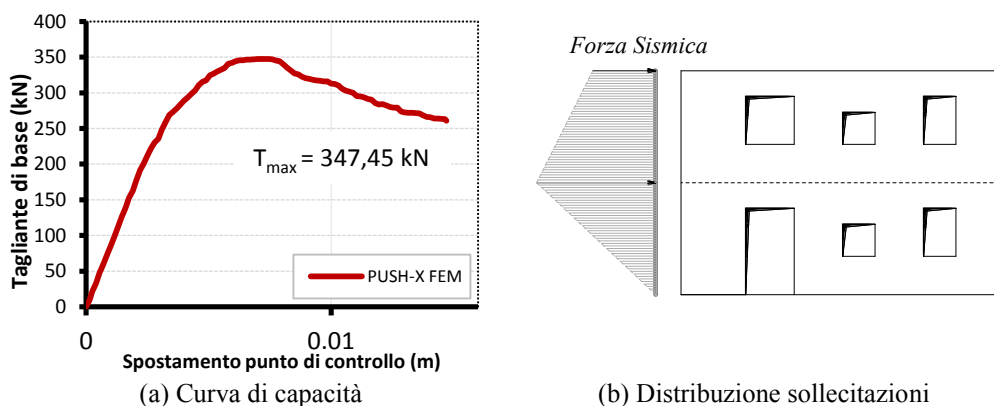 400
350
300
250
200
150
100
50
0
Tagliante di base (kN)
T_max = 347,45 kN
PUSH-X FEM
0
0.01
Spostamento punto di controllo (m)
(a) Curva di capacità
Forza Sismica
(b) Distribuzione sollecitazioni